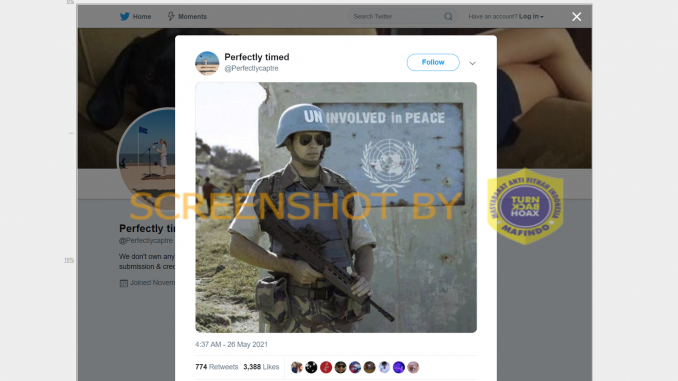 Home
Moments
Search Twitter
Have an account? Log in
Perfectly timed
@Perfectlycaptre
Follow
UN INVOLVED in PEACE
SCREENSHOT BY
MASYARAKAT ANTI FITNAH INDONESIA
TURN
BACK
HOAX
MAFINDO
Perfectly ti
@Perfectlycaptre
We don't own any
submission & cred
Joined Novem
4:37 AM - 26 May 2021
774 Retweets 3,388 Likes